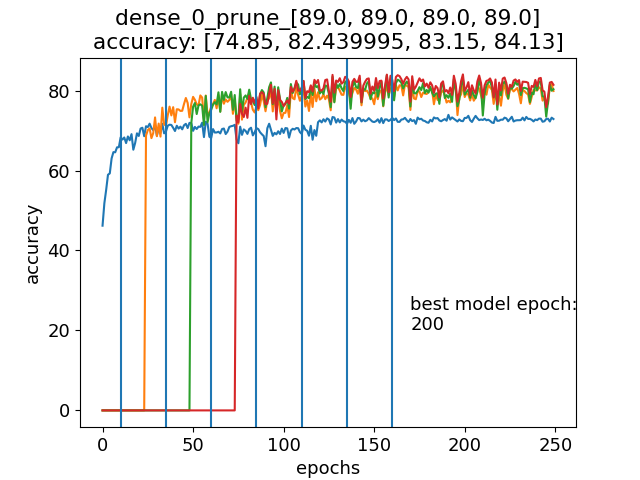 dense_0_prune_[89.0, 89.0, 89.0, 89.0]
accuracy: [74.85, 82.439995, 83.15, 84.13]
80
60
40
20
0
accuracy
best model epoch:
200
0 50 100 150 200 250
epochs